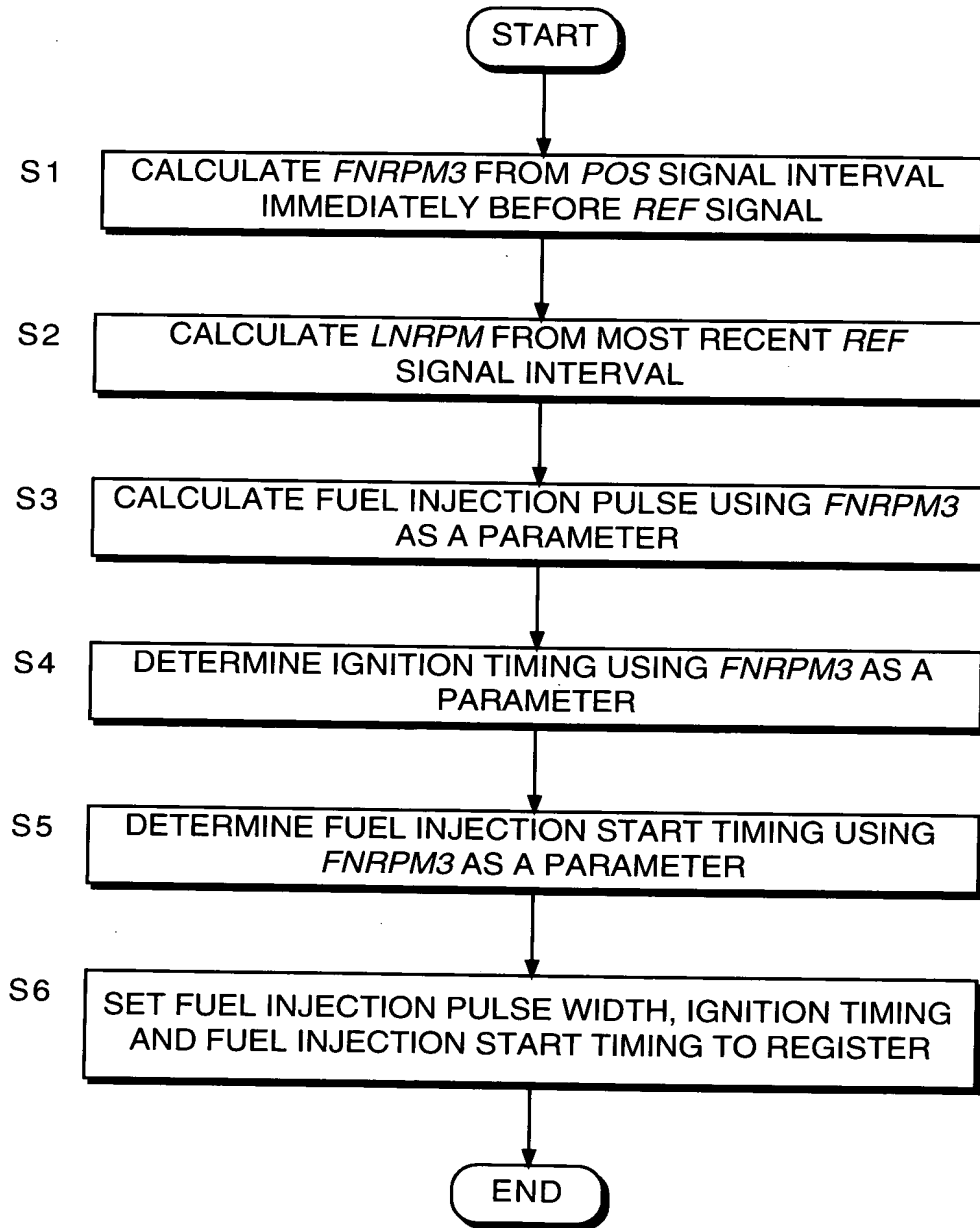 START
S1
CALCULATE FNRPM3 FROM POS SIGNAL INTERVAL
IMMEDIATELY BEFORE REF SIGNAL
S2
CALCULATE LNRPM FROM MOST RECENT REF
SIGNAL INTERVAL
S3
CALCULATE FUEL INJECTION PULSE USING FNRPM3
AS A PARAMETER
S4
DETERMINE IGNITION TIMING USING FNRPM3 AS A
PARAMETER
S5
DETERMINE FUEL INJECTION START TIMING USING
FNRPM3 AS A PARAMETER
S6
SET FUEL INJECTION PULSE WIDTH, IGNITION TIMING
AND FUEL INJECTION START TIMING TO REGISTER
END